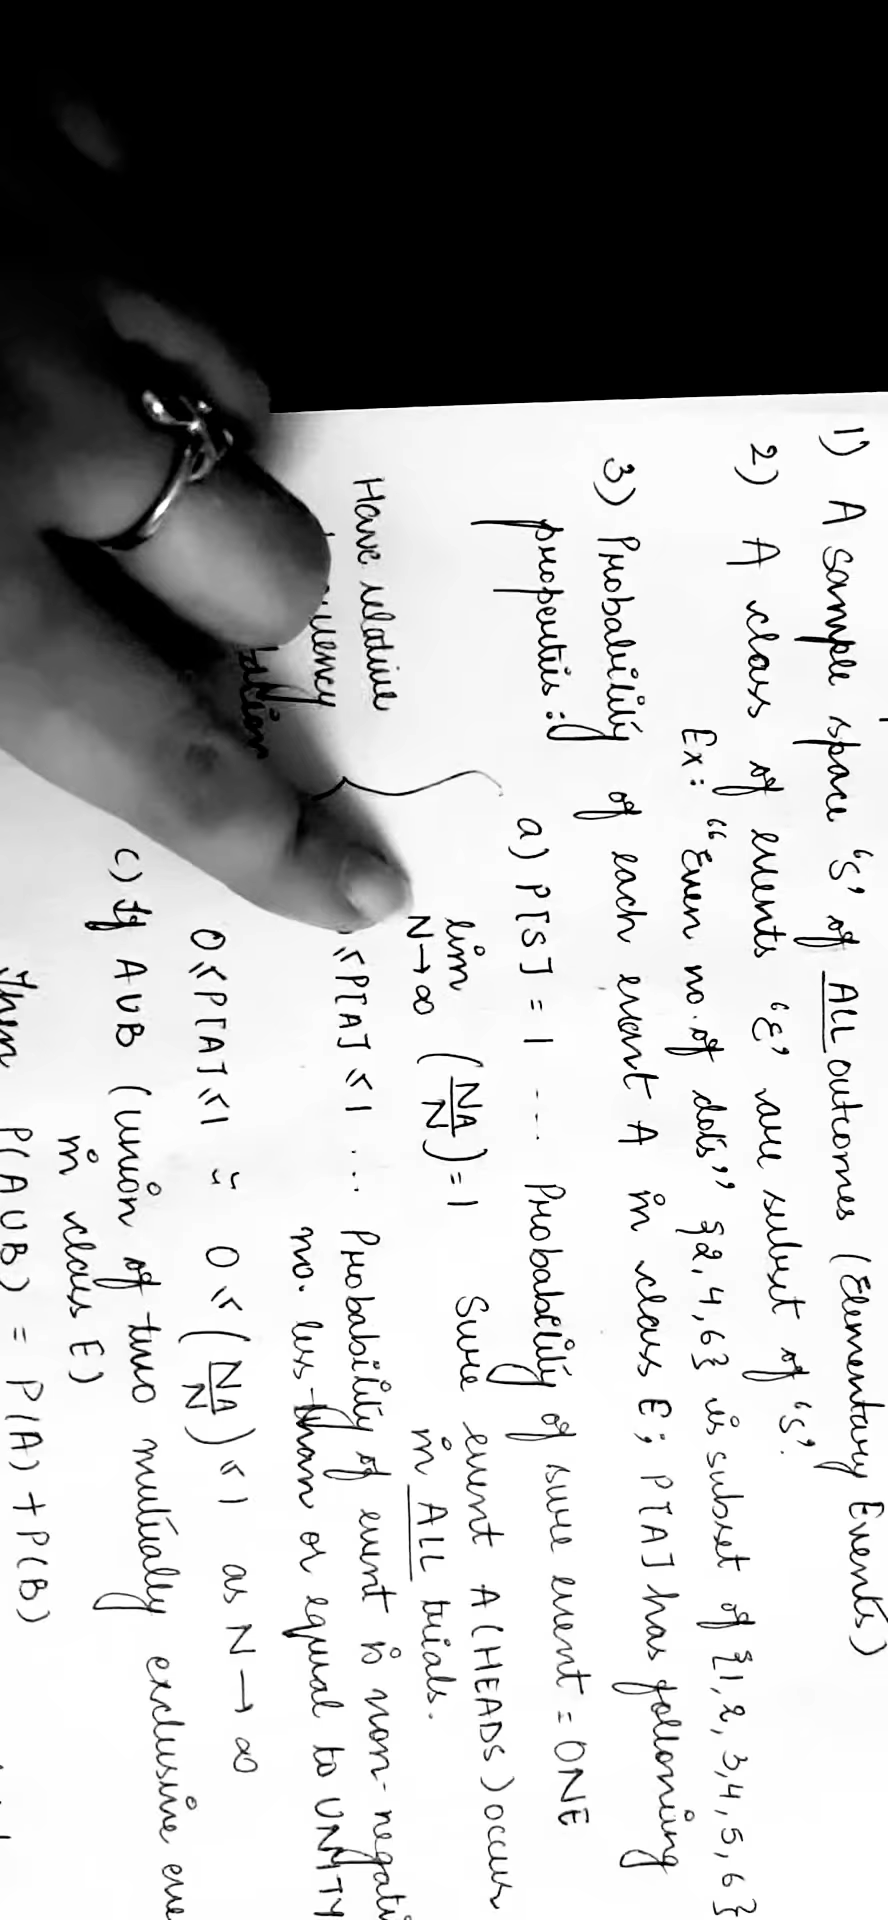 1) A sample space 'S' of ALL outcomes (Elementary Events)
2) A class of events 'ε' are subset of 'S'.
Ex: "Even no. of dots" {2, 4, 6} is subset of {1, 2, 3, 4, 5, 6}
3) Probability of each event A in class E; P[A] has following
properties:
a) P[S] = 1 ... Probability of sure event = ONE
lim N→∞ (NA/N) = 1 Sure event A (HEADS) occurs
in ALL trials.
Have relative
≤ P[A] ≤ 1 ... Probability of event is non-negati
no. less than or equal to UNITY
0 ≤ P[A] ≤ 1 ≅ 0 ≤ (NA/N) ≤ 1 as N → ∞
c) If A∪B (union of two mutually exclusive eve
in class E)
Then P(A∪B) = P(A) + P(B)